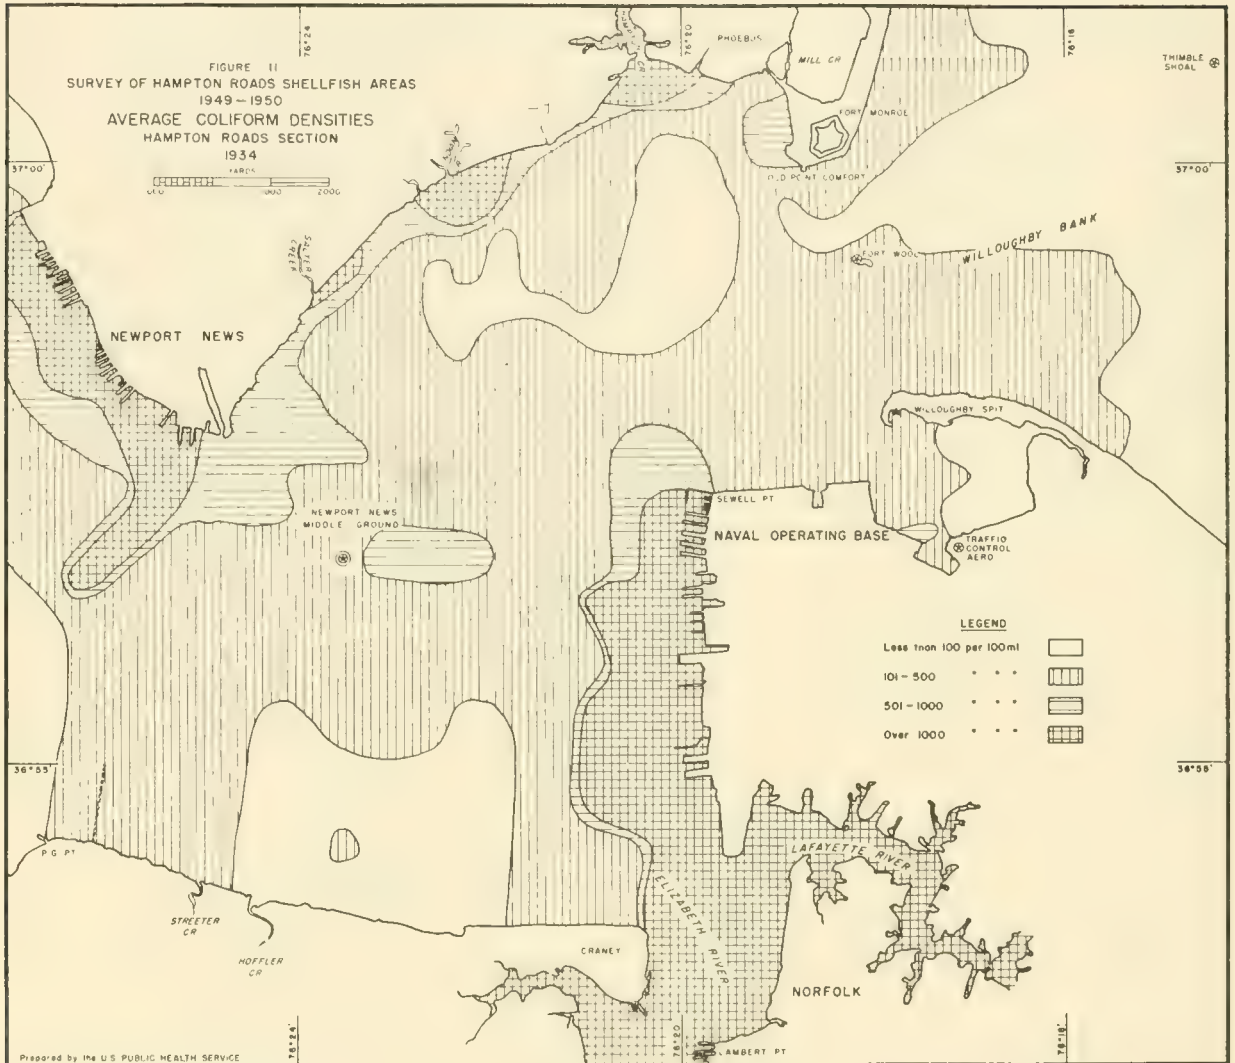 FIGURE 11
SURVEY OF HAMPTON ROADS SHELLFISH AREAS
1949-1950
AVERAGE COLIFORM DENSITIES
HAMPTON ROADS SECTION
1934
YARDS
1000
2000
76°24'
76°20'
76°16'
HAMPTON CR
PHOEBUS
MILL CR
THIMBLE
SHOAL
FORT MONROE
37°00'
37°00'
OLD POINT COMFORT
SALTERS
CREEK
FORT WOOL
WILLOUGHBY BANK
NEWPORT NEWS
WILLOUGHBY SPIT
SEWELL PT
NEWPORT NEWS
MIDDLE GROUND
NAVAL OPERATING BASE
TRAFFIC
CONTROL
AERO
LEGEND
Less than 100 per 100ml
101-500 " " "
501-1000 " " "
Over 1000 " " "
36°55'
36°55'
PIG PT
LAFAYETTE RIVER
ELIZABETH RIVER
STREETER
CR
HOFFLER
CR
CRANEY
NORFOLK
76°24'
76°20'
76°16'
LAMBERT PT
Prepared by the U S PUBLIC HEALTH SERVICE